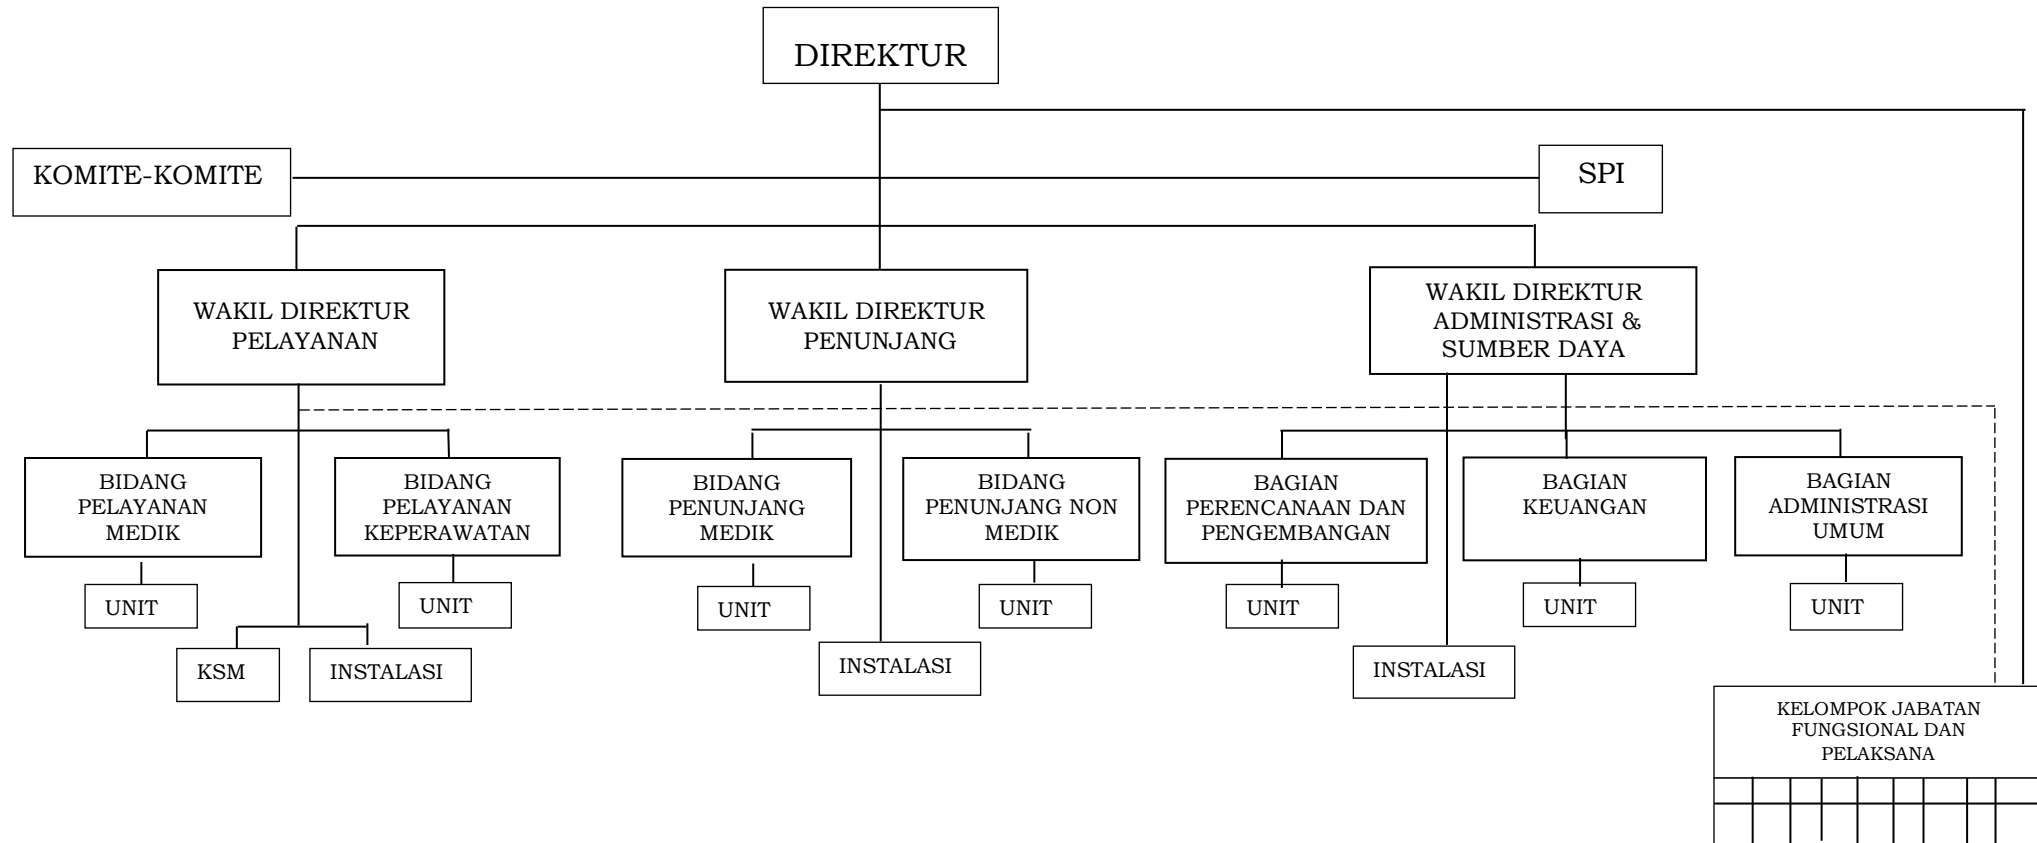 DIREKTUR
KOMITE-KOMITE
SPI
WAKIL DIREKTUR
PELAYANAN
WAKIL DIREKTUR
PENUNJANG
WAKIL DIREKTUR
ADMINISTRASI &
SUMBER DAYA
BIDANG
PELAYANAN
MEDIK
BIDANG
PELAYANAN
KEPERAWATAN
BIDANG
PENUNJANG
MEDIK
BIDANG
PENUNJANG NON
MEDIK
BAGIAN
PERENCANAAN DAN
PENGEMBANGAN
BAGIAN
KEUANGAN
BAGIAN
ADMINISTRASI
UMUM
UNIT
UNIT
UNIT
UNIT
UNIT
UNIT
UNIT
KSM
INSTALASI
INSTALASI
INSTALASI
KELOMPOK JABATAN
FUNGSIONAL DAN
PELAKSANA